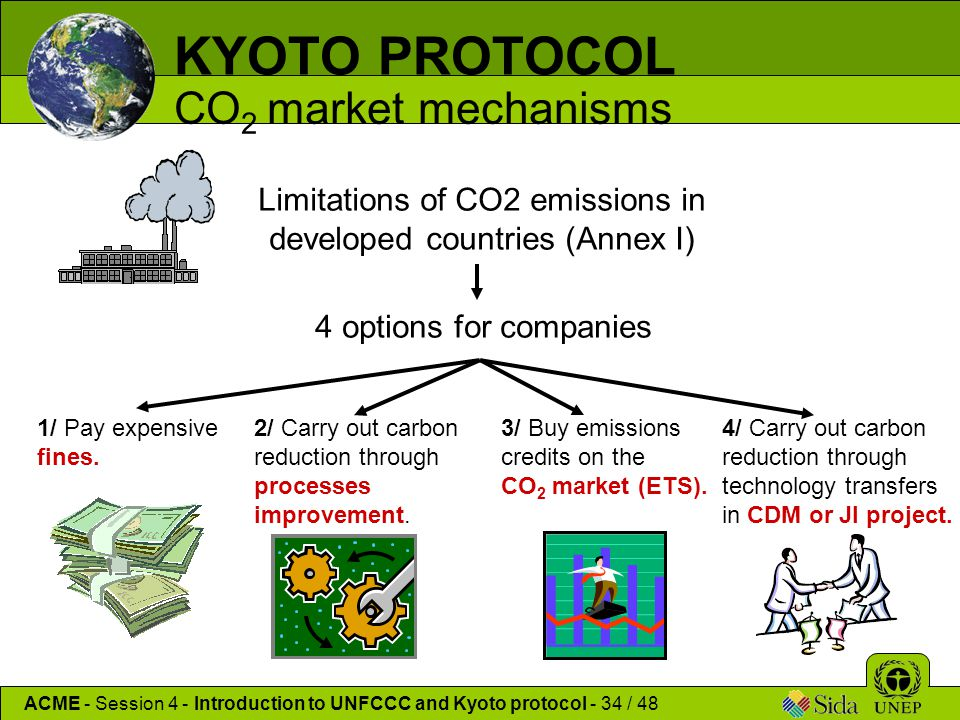 KYOTO PROTOCOL
CO₂ market mechanisms
Limitations of CO2 emissions in
developed countries (Annex I)
4 options for companies
1/ Pay expensive
fines.
2/ Carry out carbon
reduction through
processes
improvement.
3/ Buy emissions
credits on the
CO₂ market (ETS).
4/ Carry out carbon
reduction through
technology transfers
in CDM or JI project.
ACME - Session 4 - Introduction to UNFCCC and Kyoto protocol - 34 / 48
Sida
UNEP